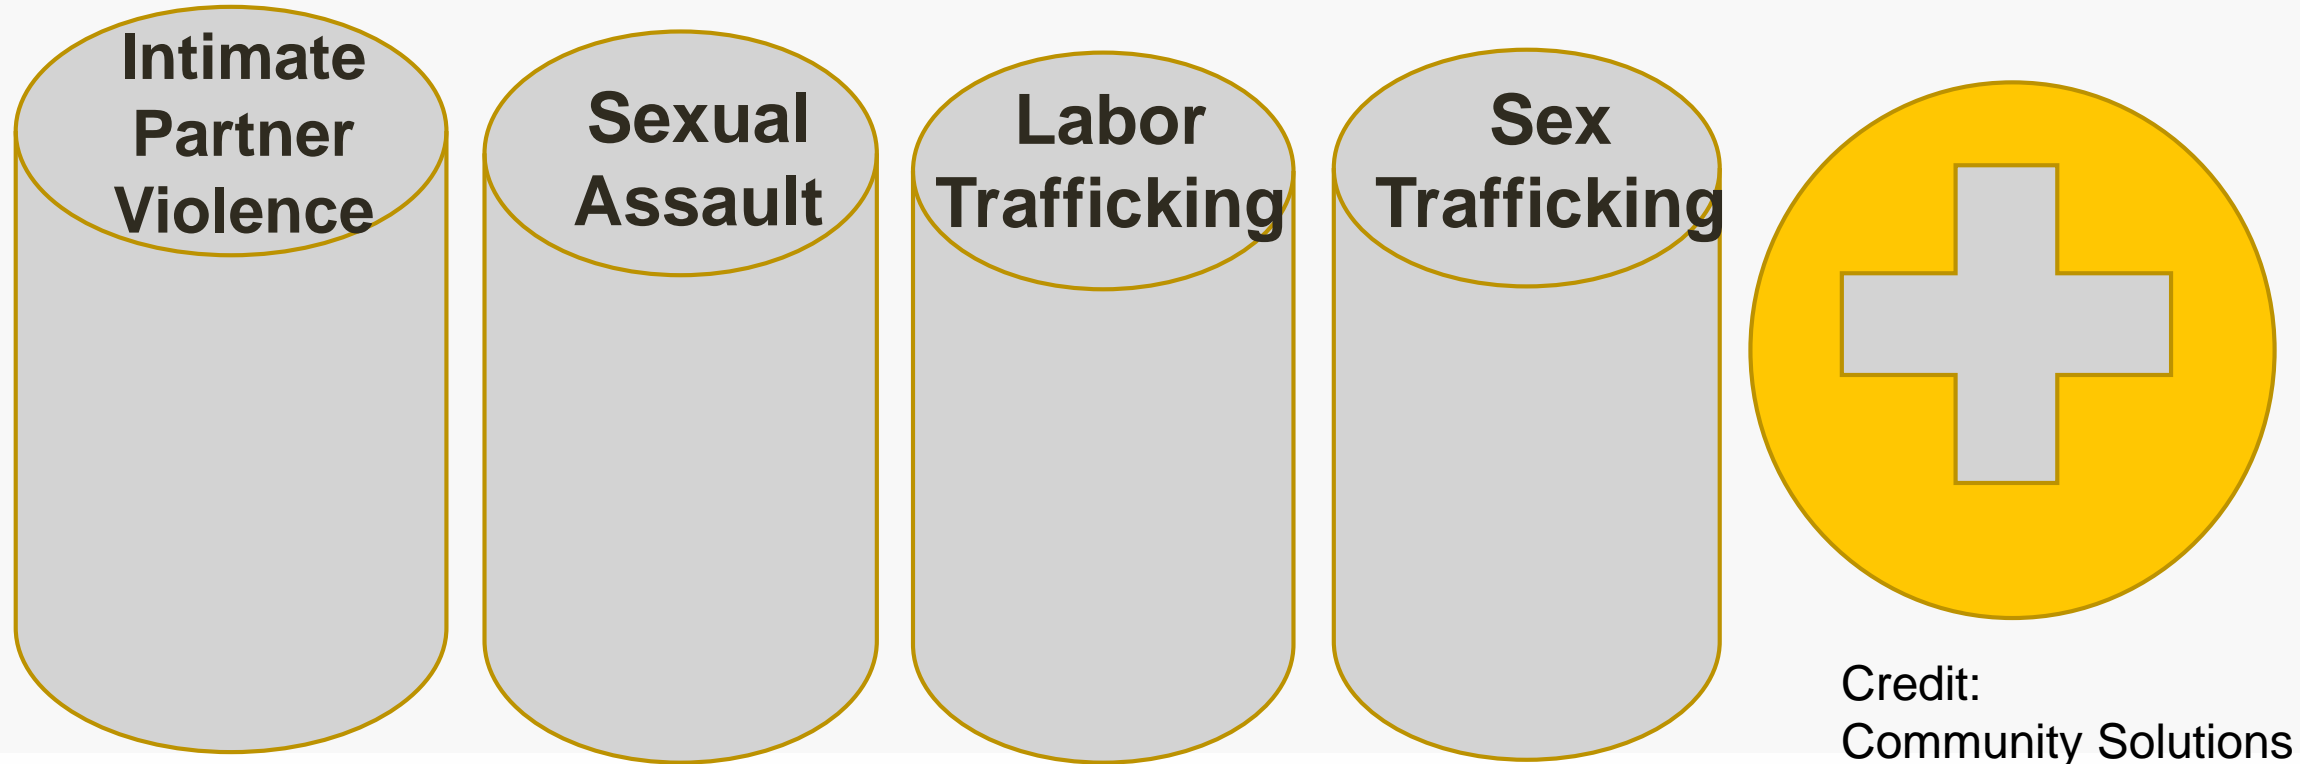 Intimate
Partner
Violence
Sexual
Assault
Labor
Trafficking
Sex
Trafficking
Credit:
Community Solutions